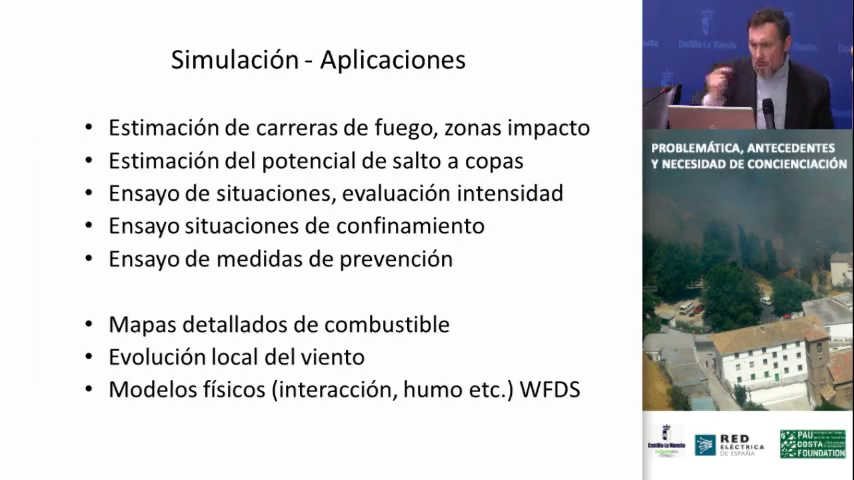 Simulación - Aplicaciones
• Estimación de carreras de fuego, zonas impacto
• Estimación del potencial de salto a copas
• Ensayo de situaciones, evaluación intensidad
• Ensayo situaciones de confinamiento
• Ensayo de medidas de prevención
• Mapas detallados de combustible
• Evolución local del viento
• Modelos físicos (interacción, humo etc.) WFDS
Castilla-La Mancha
PROBLEMÁTICA, ANTECEDENTES
Y NECESIDAD DE CONCIENCIACIÓN
Castilla-La Mancha
RED
ELÉCTRICA
DE ESPAÑA
PAU
COSTA
FOUNDATION